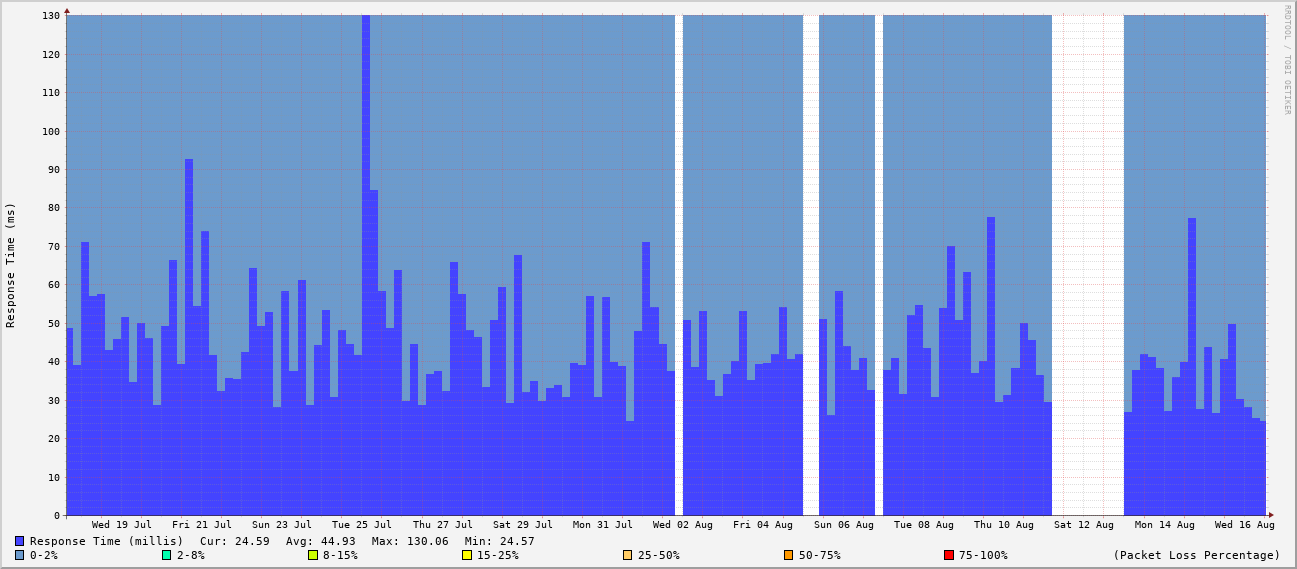 RRDTOOL / TOBI OETIKER
Response Time (ms)
130
120
110
100
90
80
70
60
50
40
30
20
10
0
Wed 19 Jul Fri 21 Jul Sun 23 Jul Tue 25 Jul Thu 27 Jul Sat 29 Jul Mon 31 Jul Wed 02 Aug Fri 04 Aug Sun 06 Aug Tue 08 Aug Thu 10 Aug Sat 12 Aug Mon 14 Aug Wed 16 Aug
Response Time (millis) Cur: 24.59 Avg: 44.93 Max: 130.06 Min: 24.57
0-2% 2-8% 8-15% 15-25% 25-50% 50-75% 75-100% (Packet Loss Percentage)